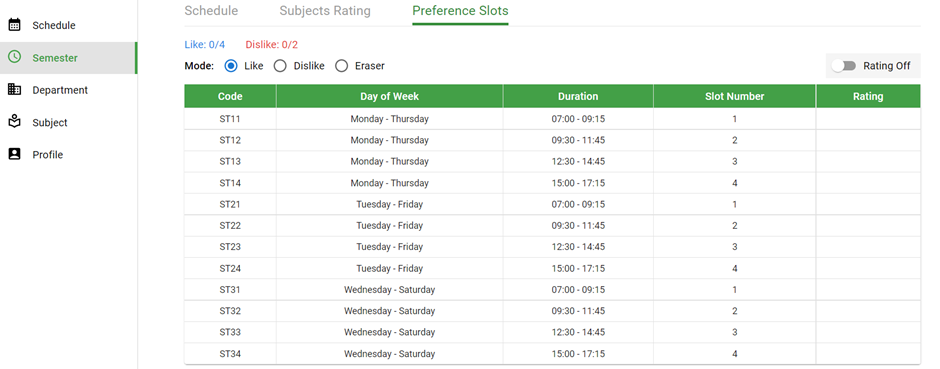 Schedule
Semester
Department
Subject
Profile
Schedule Subjects Rating Preference Slots
Like: 0/4 Dislike: 0/2
Mode: Like Dislike Eraser Rating Off
Code Day of Week Duration Slot Number Rating
ST11 Monday - Thursday 07:00 - 09:15 1
ST12 Monday - Thursday 09:30 - 11:45 2
ST13 Monday - Thursday 12:30 - 14:45 3
ST14 Monday - Thursday 15:00 - 17:15 4
ST21 Tuesday - Friday 07:00 - 09:15 1
ST22 Tuesday - Friday 09:30 - 11:45 2
ST23 Tuesday - Friday 12:30 - 14:45 3
ST24 Tuesday - Friday 15:00 - 17:15 4
ST31 Wednesday - Saturday 07:00 - 09:15 1
ST32 Wednesday - Saturday 09:30 - 11:45 2
ST33 Wednesday - Saturday 12:30 - 14:45 3
ST34 Wednesday - Saturday 15:00 - 17:15 4